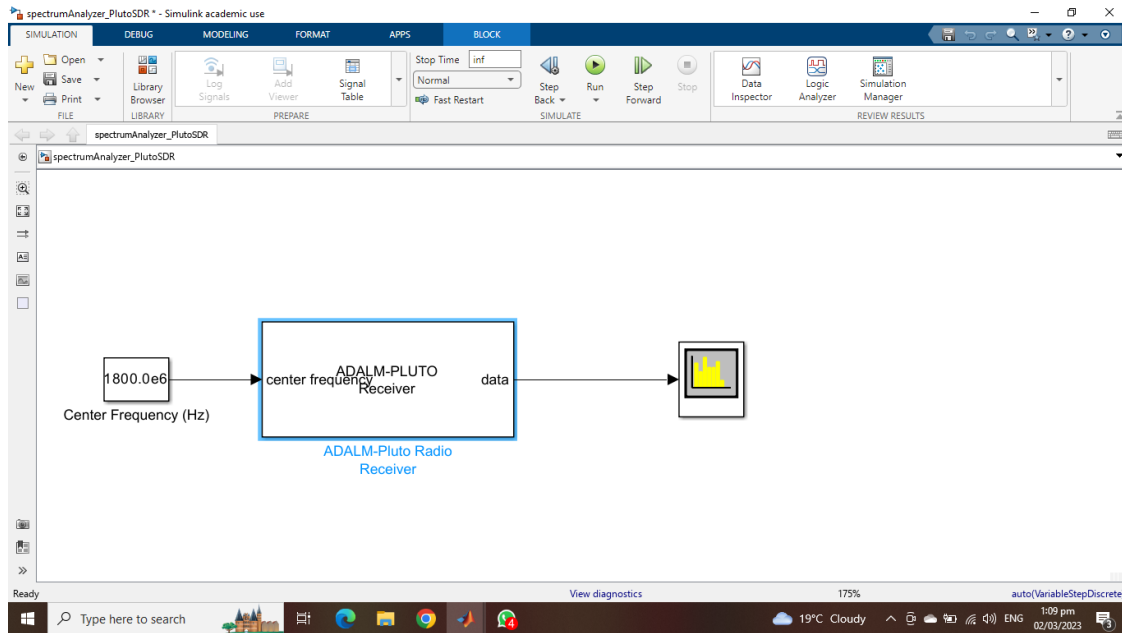 spectrumAnalyzer_PlutoSDR * - Simulink academic use
SIMULATION DEBUG MODELING FORMAT APPS BLOCK
New
Open
Save
Print
FILE
Library
Browser
LIBRARY
Log
Signals
Add
Viewer
Signal
Table
PREPARE
Stop Time inf
Normal
Fast Restart
Step
Back
Run
Step
Forward
Stop
SIMULATE
Data
Inspector
Logic
Analyzer
Simulation
Manager
REVIEW RESULTS
spectrumAnalyzer_PlutoSDR
spectrumAnalyzer_PlutoSDR
1800.0e6
Center Frequency (Hz)
center frequency
ADALM-PLUTO
Receiver
data
ADALM-Pluto Radio
Receiver
Ready View diagnostics 175% auto(VariableStepDiscrete
Type here to search
4
19°C Cloudy
ENG
1:09 pm
02/03/2023
3